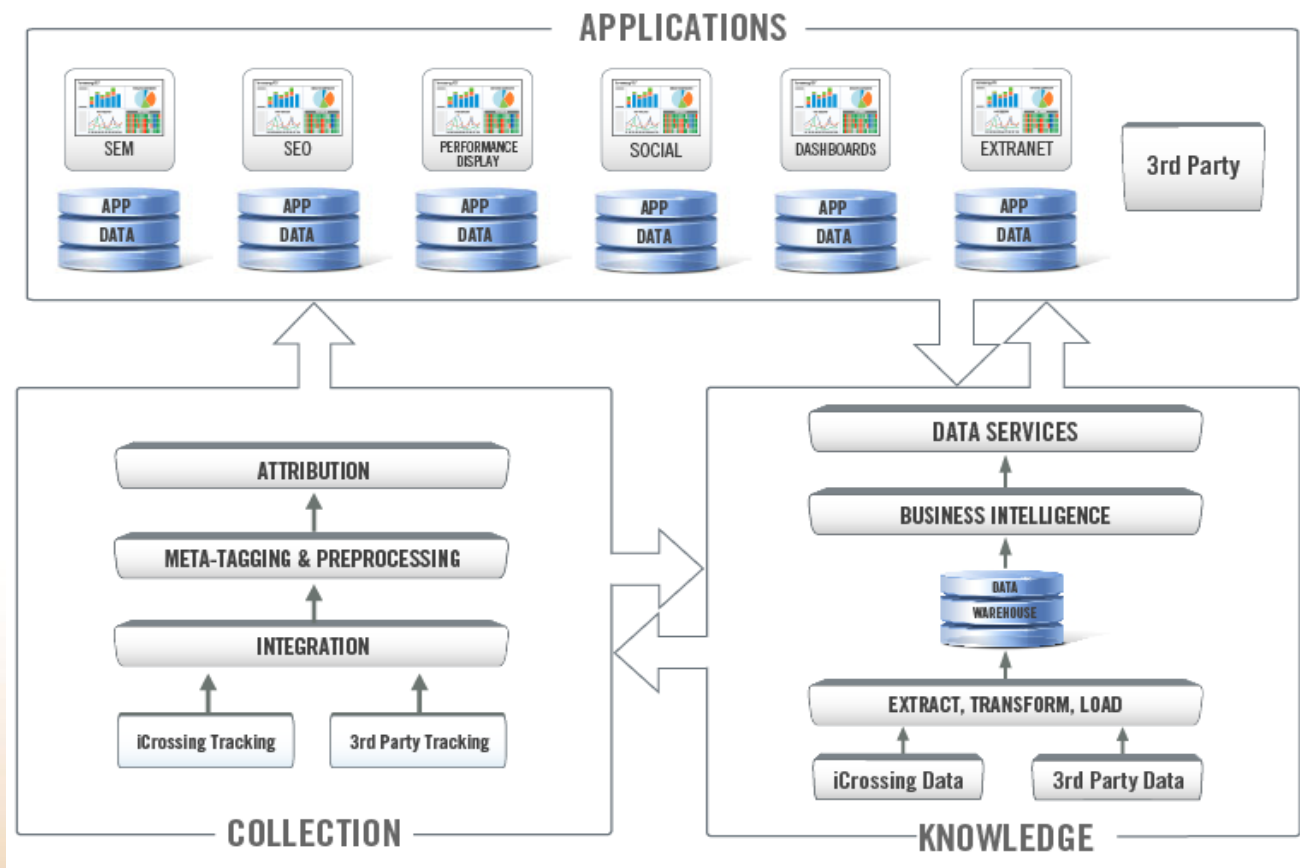 APPLICATIONS
SEM
SEO
PERFORMANCE
DISPLAY
SOCIAL
DASHBOARDS
EXTRANET
3rd Party
APP
DATA
APP
DATA
APP
DATA
APP
DATA
APP
DATA
APP
DATA
ATTRIBUTION
META-TAGGING & PREPROCESSING
INTEGRATION
iCrossing Tracking
3rd Party Tracking
COLLECTION
DATA SERVICES
BUSINESS INTELLIGENCE
DATA
WAREHOUSE
EXTRACT, TRANSFORM, LOAD
iCrossing Data
3rd Party Data
KNOWLEDGE